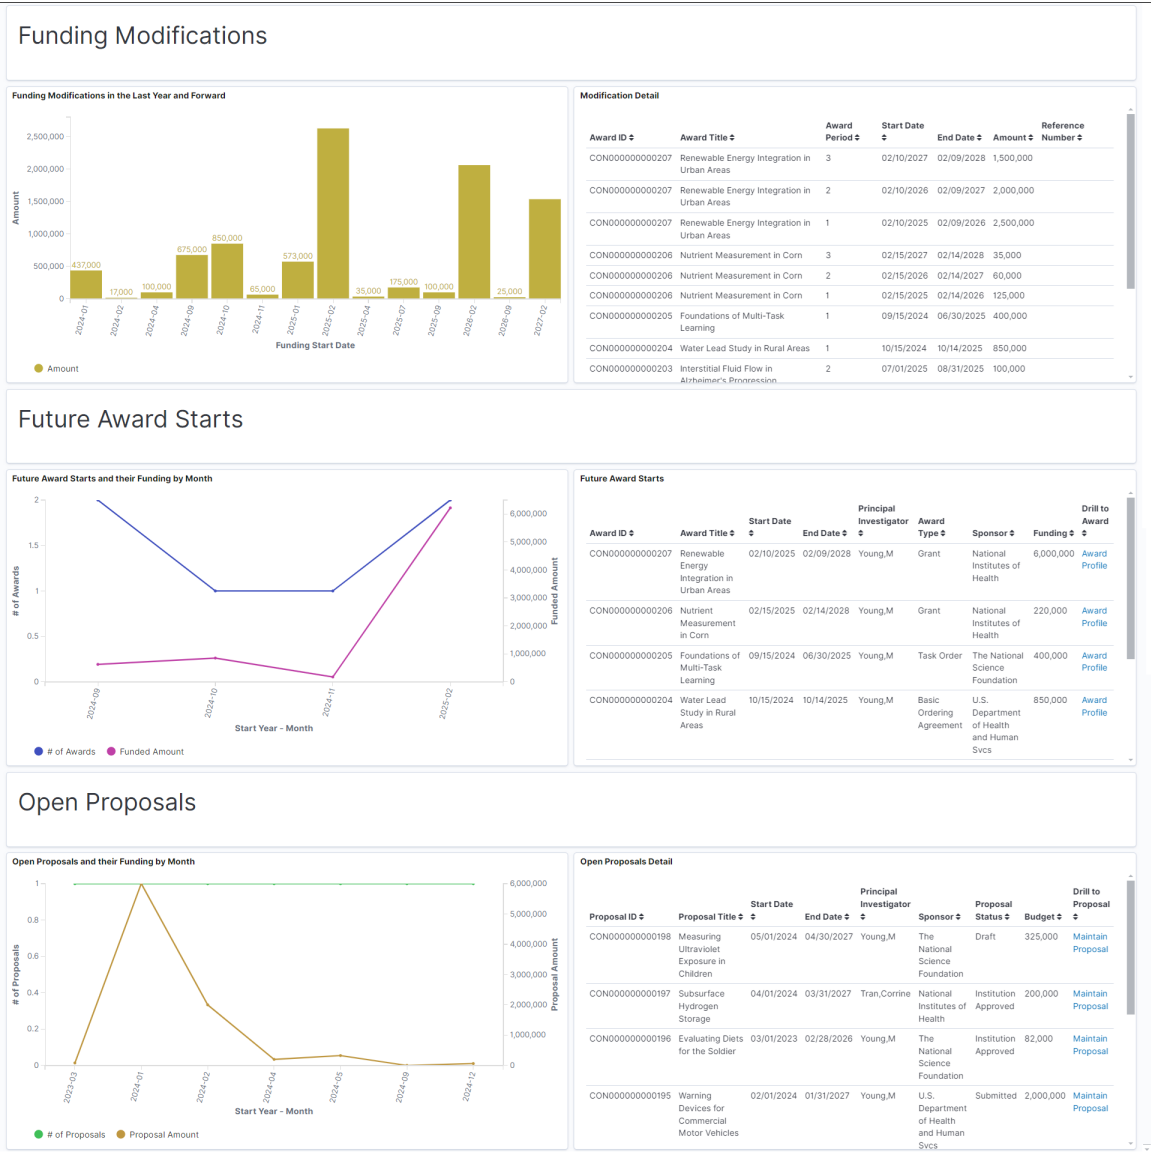 Funding Modifications
Funding Modifications in the Last Year and Forward
2,500,000
2,000,000
1,500,000
1,000,000
500,000
0
Amount
437,000
17,000
100,000
675,000
850,000
65,000
573,000
35,000
175,000
100,000
25,000
2024-01
2024-02
2024-04
2024-09
2024-10
2024-11
2025-01
2025-02
2025-04
2025-07
2025-09
2026-02
2026-09
2027-02
Funding Start Date
Amount
Modification Detail
Award ID Award Title Award Period Start Date End Date Amount Reference Number
CON000000000207 Renewable Energy Integration in 3 02/10/2027 02/09/2028 1,500,000
Urban Areas
CON000000000207 Renewable Energy Integration in 2 02/10/2026 02/09/2027 2,000,000
Urban Areas
CON000000000207 Renewable Energy Integration in 1 02/10/2025 02/09/2026 2,500,000
Urban Areas
CON000000000206 Nutrient Measurement in Corn 3 02/15/2027 02/14/2028 35,000
CON000000000206 Nutrient Measurement in Corn 2 02/15/2026 02/14/2027 60,000
CON000000000206 Nutrient Measurement in Corn 1 02/15/2025 02/14/2026 125,000
CON000000000205 Foundations of Multi-Task 1 09/15/2024 06/30/2025 400,000
Learning
CON000000000204 Water Lead Study in Rural Areas 1 10/15/2024 10/14/2025 850,000
CON000000000203 Interstitial Fluid Flow in 2 07/01/2025 08/31/2025 100,000
Alzheimer's Progression
Future Award Starts
Future Award Starts and their Funding by Month
2
1.5
1
0.5
0
# of Awards
6,000,000
5,000,000
4,000,000
3,000,000
2,000,000
1,000,000
0
Funded Amount
2024-09
2024-10
2024-11
2025-02
Start Year - Month
# of Awards Funded Amount
Future Award Starts
Award ID Award Title Start Date End Date Principal Investigator Award Type Sponsor Funding Drill to Award
CON000000000207 Renewable 02/10/2025 02/09/2028 Young,M Grant National 6,000,000 Award
Energy Institutes of Profile
Integration in Health
Urban Areas
CON000000000206 Nutrient 02/15/2025 02/14/2028 Young,M Grant National 220,000 Award
Measurement Institutes of Profile
in Corn Health
CON000000000205 Foundations of 09/15/2024 06/30/2025 Young,M Task Order The National 400,000 Award
Multi-Task Science Profile
Learning Foundation
CON000000000204 Water Lead 10/15/2024 10/14/2025 Young,M Basic U.S. 850,000 Award
Study in Rural Ordering Department Profile
Areas Agreement of Health
and Human
Svcs
Open Proposals
Open Proposals and their Funding by Month
1
0.8
0.6
0.4
0.2
0
# of Proposals
6,000,000
5,000,000
4,000,000
3,000,000
2,000,000
1,000,000
0
Proposal Amount
2023-03
2024-01
2024-02
2024-04
2024-05
2024-09
2024-12
Start Year - Month
# of Proposals Proposal Amount
Open Proposals Detail
Proposal ID Proposal Title Start Date End Date Principal Investigator Sponsor Proposal Status Budget Drill to Proposal
CON000000000198 Measuring 05/01/2024 04/30/2027 Young,M The Draft 325,000 Maintain
Ultraviolet National Proposal
Exposure in Science
Children Foundation
CON000000000197 Subsurface 04/01/2024 03/31/2027 Tran,Corrine National Institution 200,000 Maintain
Hydrogen Institutes of Approved Proposal
Storage Health
CON000000000196 Evaluating Diets 03/01/2023 02/28/2026 Young,M The Institution 82,000 Maintain
for the Soldier National Approved Proposal
Science
Foundation
CON000000000195 Warning 02/01/2024 01/31/2027 Young,M U.S. Submitted 2,000,000 Maintain
Devices for Department Proposal
Commercial of Health
Motor Vehicles and Human
Svcs